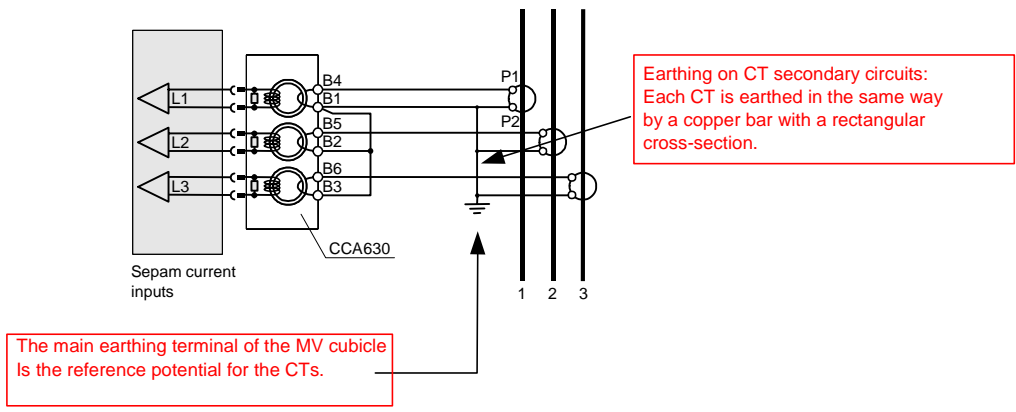 B4
P1
L1
B1
B5
P2
L2
B2
B6
L3
B3
CCA630
Sepam current
inputs
1 2 3
Earthing on CT secondary circuits:
Each CT is earthed in the same way
by a copper bar with a rectangular
cross-section.
The main earthing terminal of the MV cubicle
Is the reference potential for the CTs.